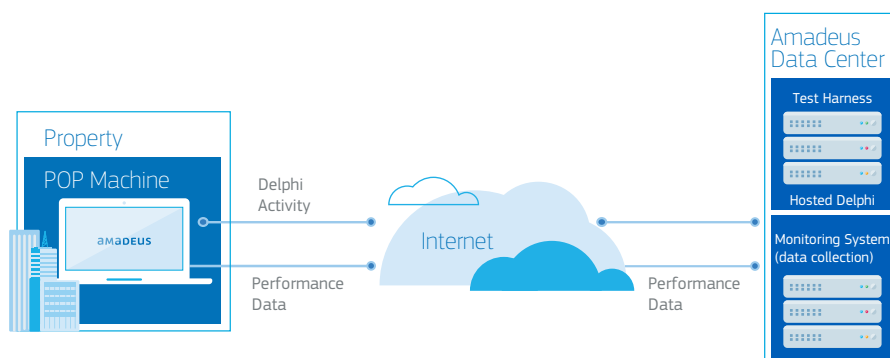 Property
POP Machine
aмaDEUS
Delphi
Activity
Performance
Data
Internet
Performance
Data
Amadeus
Data Center
Test Harness
Hosted Delphi
Monitoring System
(data collection)